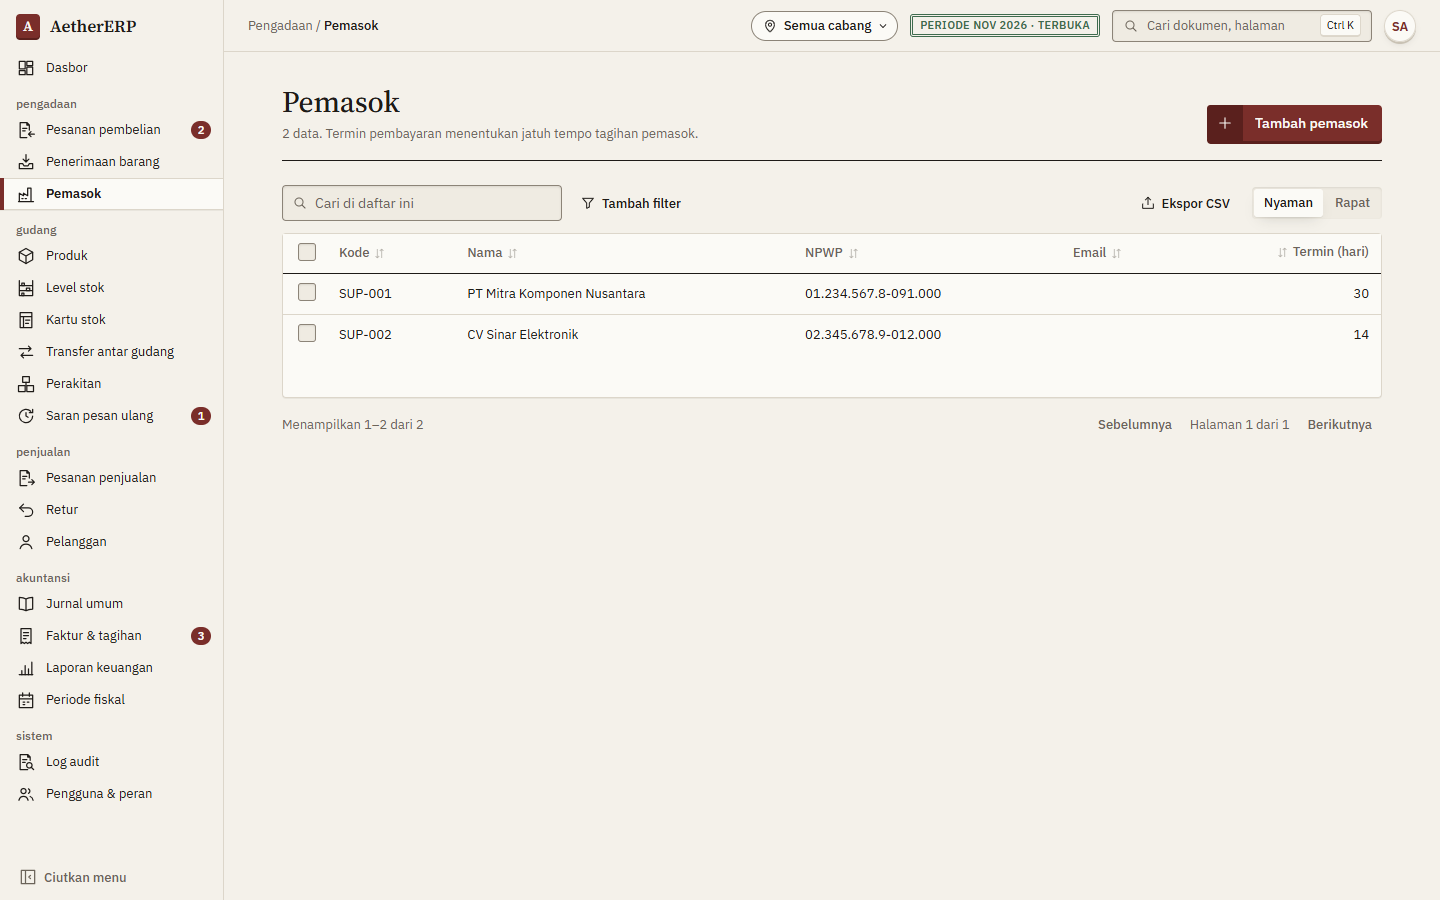 A AetherERP
Dasbor
pengadaan
Pesanan pembelian 2
Penerimaan barang
Pemasok
gudang
Produk
Level stok
Kartu stok
Transfer antar gudang
Perakitan
Saran pesan ulang 1
penjualan
Pesanan penjualan
Retur
Pelanggan
akuntansi
Jurnal umum
Faktur & tagihan 3
Laporan keuangan
Periode fiskal
sistem
Log audit
Pengguna & peran
Ciutkan menu
Pengadaan / Pemasok
Semua cabang
PERIODE NOV 2026 · TERBUKA
Cari dokumen, halaman Ctrl K
SA
Pemasok
2 data. Termin pembayaran menentukan jatuh tempo tagihan pemasok.
Tambah pemasok
Cari di daftar ini
Tambah filter
Ekspor CSV
Nyaman Rapat
Kode Nama NPWP Email Termin (hari)
SUP-001 PT Mitra Komponen Nusantara 01.234.567.8-091.000 30
SUP-002 CV Sinar Elektronik 02.345.678.9-012.000 14
Menampilkan 1–2 dari 2
Sebelumnya Halaman 1 dari 1 Berikutnya